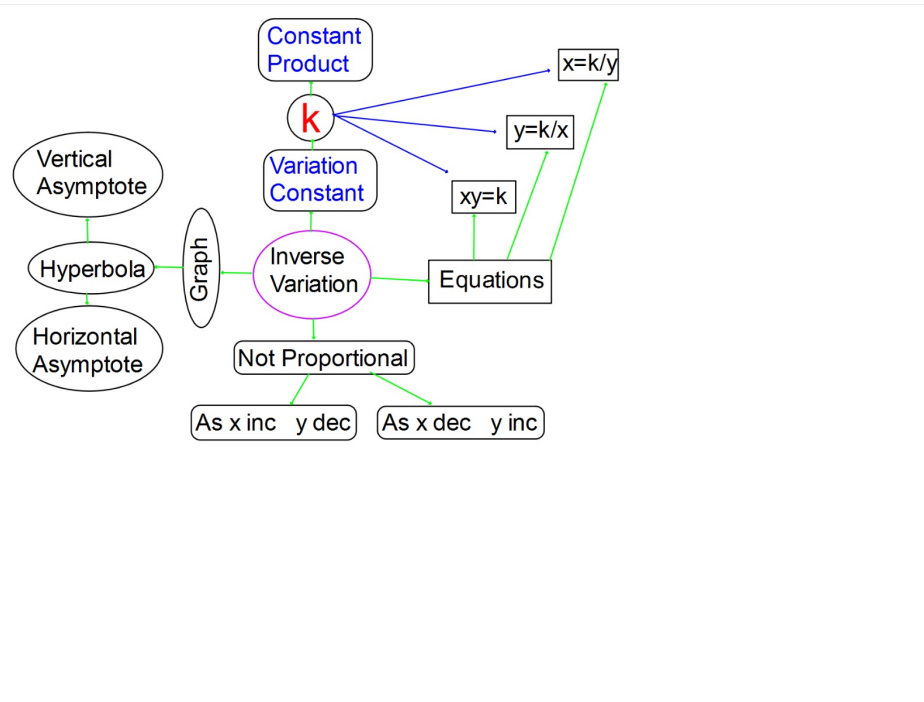 Constant
Product
x=k/y
k
y=k/x
Variation
Constant
Vertical
Asymptote
xy=k
Graph
Inverse
Variation
Hyperbola
Equations
Horizontal
Asymptote
Not Proportional
As x inc y dec
As x dec y inc